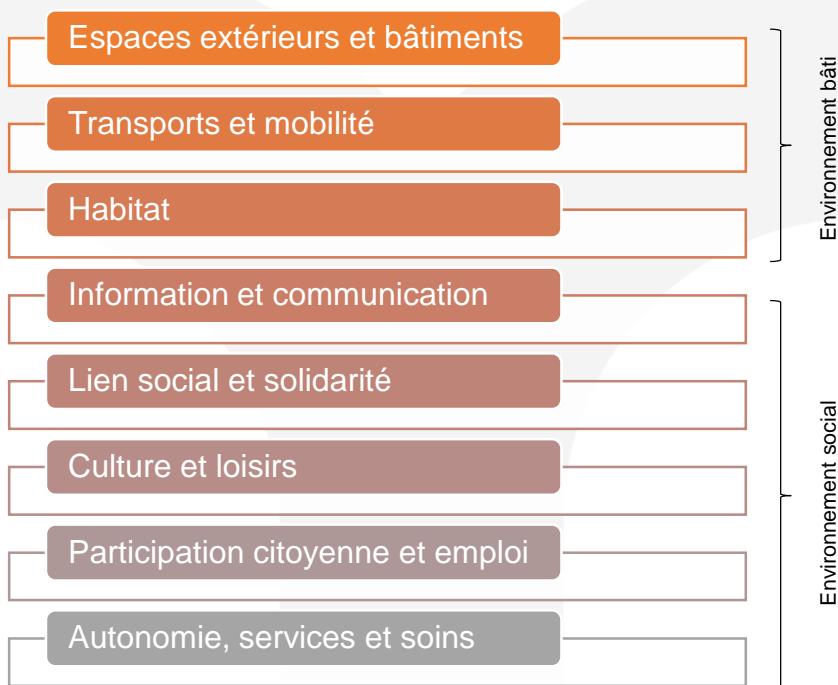 Espaces extérieurs et bâtiments
Transports et mobilité
Habitat
Environnement bâti
Information et communication
Lien social et solidarité
Culture et loisirs
Participation citoyenne et emploi
Autonomie, services et soins
Environnement social